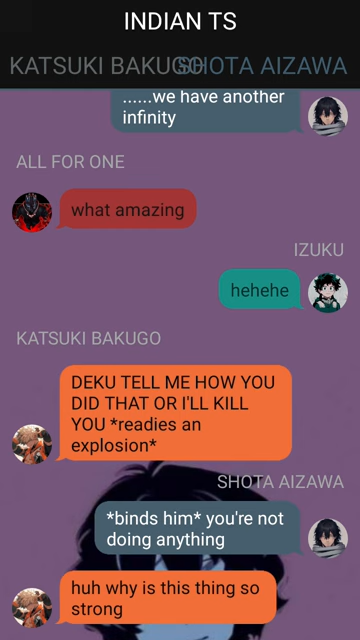 INDIAN TS
KATSUKI BAKUGO SHOTA AIZAWA
......we have another
infinity
ALL FOR ONE
what amazing
IZUKU
hehehe
KATSUKI BAKUGO
DEKU TELL ME HOW YOU
DID THAT OR I'LL KILL
YOU *readies an
explosion*
SHOTA AIZAWA
*binds him* you're not
doing anything
huh why is this thing so
strong